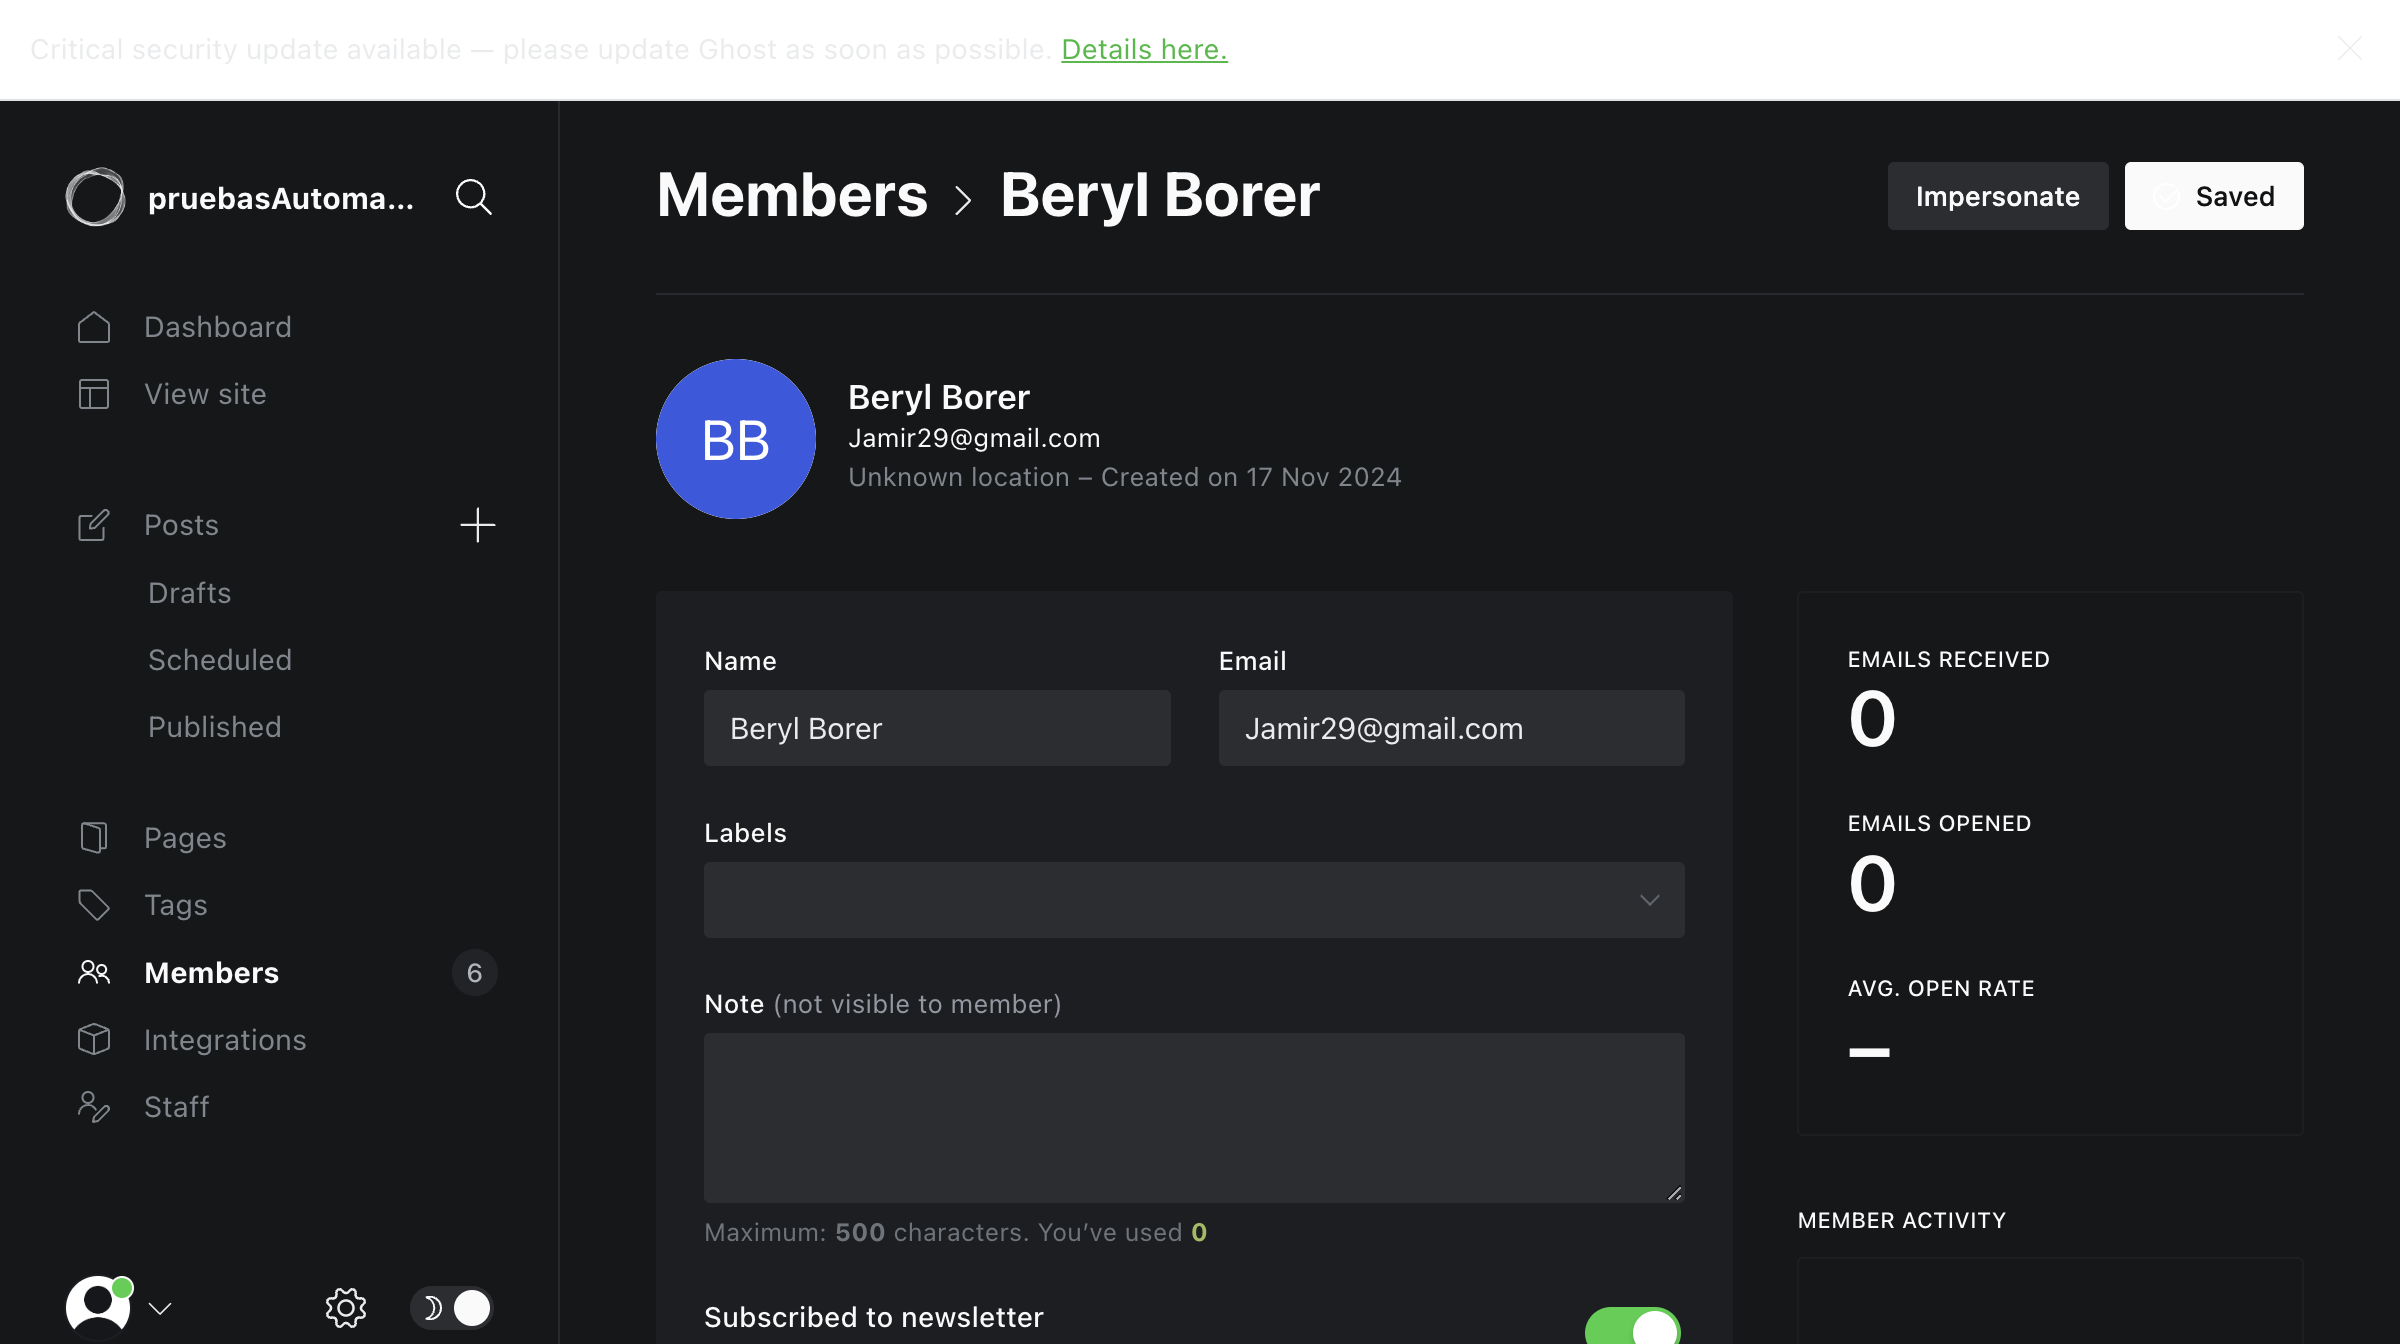 Critical security update available — please update Ghost as soon as possible. Details here.
pruebasAutoma...
Dashboard
View site
Posts
Drafts
Scheduled
Published
Pages
Tags
Members
6
Integrations
Staff
Members > Beryl Borer
Impersonate
Saved
BB
Beryl Borer
Jamir29@gmail.com
Unknown location – Created on 17 Nov 2024
Name
Beryl Borer
Email
Jamir29@gmail.com
Labels
Note (not visible to member)
Maximum: 500 characters. You’ve used 0
Subscribed to newsletter
EMAILS RECEIVED
0
EMAILS OPENED
0
AVG. OPEN RATE
–
MEMBER ACTIVITY